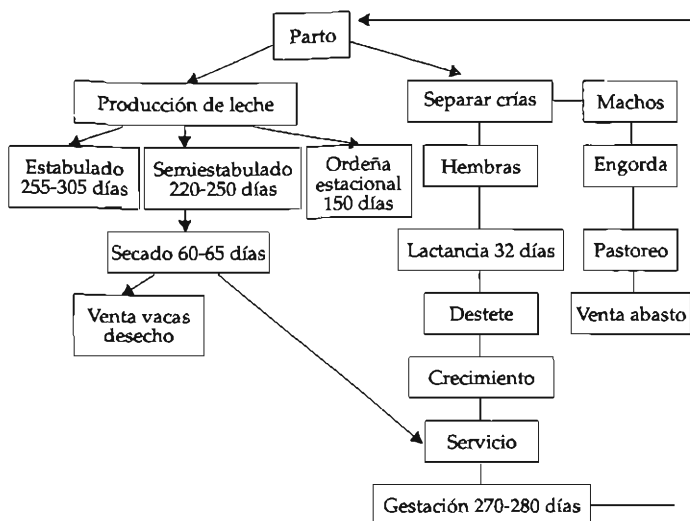 Parto
Producción de leche
Separar crías
Machos
Estabulado
255-305 días
Semiestabulado
220-250 días
Ordeña
estacional
150 días
Hembras
Engorda
Secado 60-65 días
Lactancia 32 días
Pastoreo
Venta vacas
desecho
Destete
Venta abasto
Crecimiento
Servicio
Gestación 270-280 días